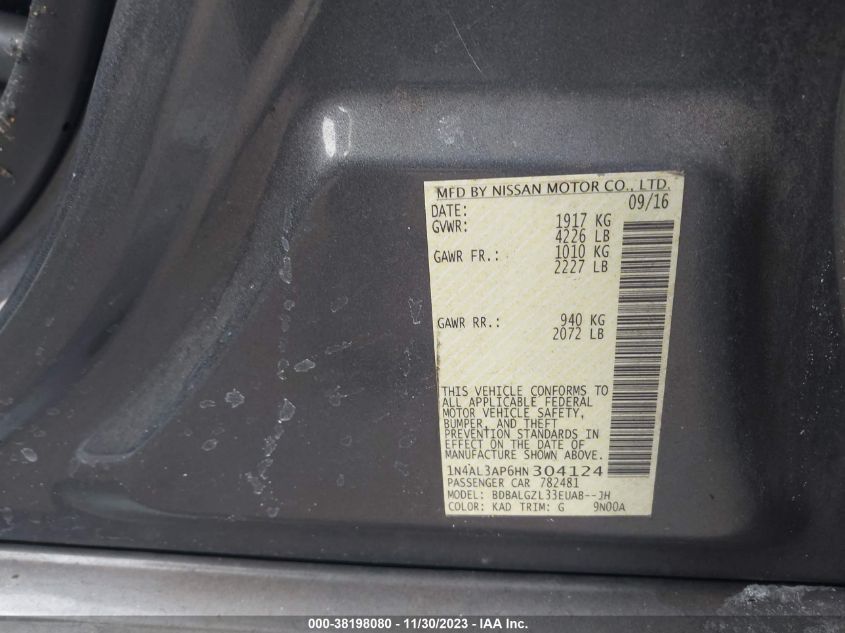 MFD BY NISSAN MOTOR CO., LTD.
DATE: 09/16
GVWR: 1917 KG
4226 LB
GAWR FR.: 1010 KG
2227 LB
GAWR RR.: 940 KG
2072 LB
THIS VEHICLE CONFORMS TO
ALL APPLICABLE FEDERAL
MOTOR VEHICLE SAFETY,
BUMPER, AND THEFT
PREVENTION STANDARDS IN
EFFECT ON THE DATE OF
MANUFACTURE SHOWN ABOVE.
1N4AL3AP6HN 304124
PASSENGER CAR 782481
MODEL: BDBALGZL33EUAB--JH
COLOR: KAD TRIM: G 9N00A
000-38198080 - 11/30/2023 - IAA Inc.